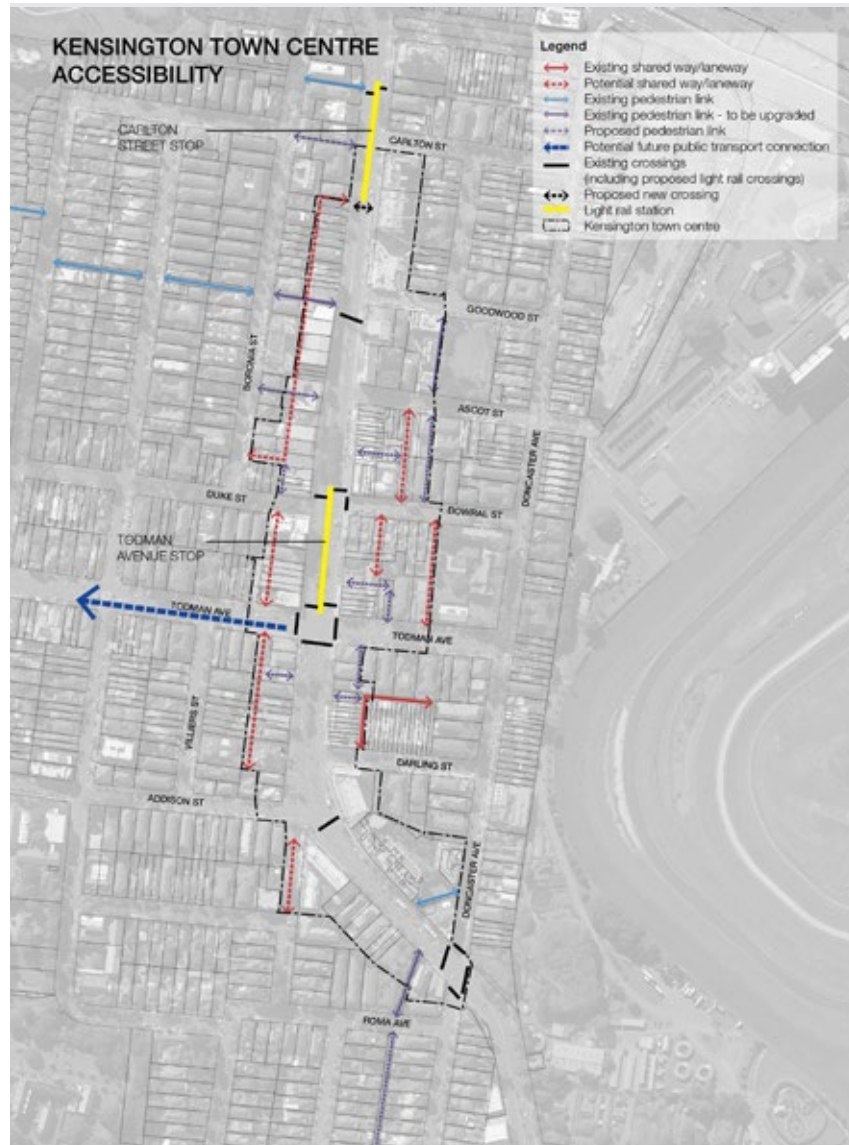 KENSINGTON TOWN CENTRE
ACCESSIBILITY
Legend
Existing shared way/laneway
Potential shared way/laneway
Existing pedestrian link
Existing pedestrian link - to be upgraded
Proposed pedestrian link
Potential future public transport connection
Existing crossings
(including proposed light rail crossings)
Proposed new crossing
Light rail station
Kensington town centre
CARLTON
STREET STOP
CARLTON ST
GOODWOOD ST
BORONIA ST
ASCOT ST
DONCASTER AVE
DUKE ST
BOWRAL ST
TODMAN
AVENUE STOP
TODMAN AVE
TODMAN AVE
VILLIERS ST
DARLING ST
ADDISON ST
DONCASTER AVE
ROMA AVE